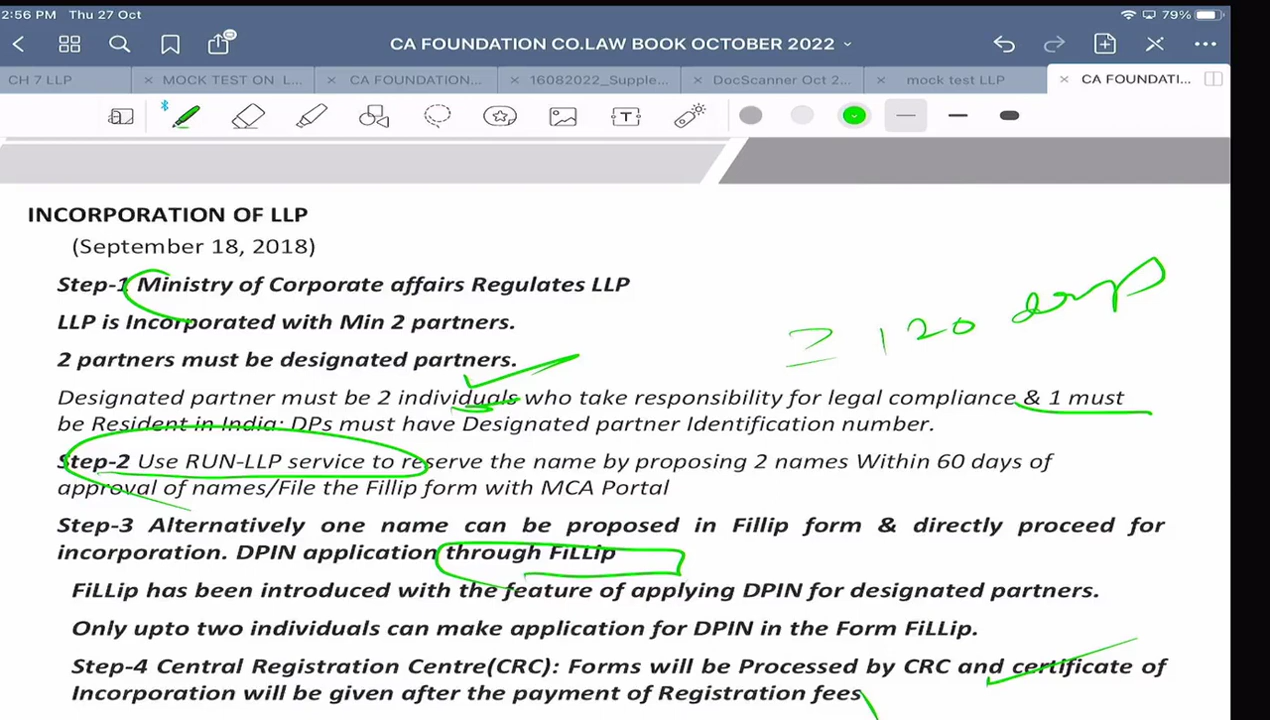 2:56 PM Thu 27 Oct
79%
CA FOUNDATION CO.LAW BOOK OCTOBER 2022
CH 7 LLP
MOCK TEST ON L...
CA FOUNDATION...
16082022_Supple...
DocScanner Oct 2...
mock test LLP
CA FOUNDATI...
T
INCORPORATION OF LLP
(September 18, 2018)
Step-1 Ministry of Corporate affairs Regulates LLP
LLP is Incorporated with Min 2 partners.
≥ 120 days
2 partners must be designated partners.
Designated partner must be 2 individuals who take responsibility for legal compliance & 1 must
be Resident in India: DPs must have Designated partner Identification number.
Step-2 Use RUN-LLP service to reserve the name by proposing 2 names Within 60 days of
approval of names/File the Fillip form with MCA Portal
Step-3 Alternatively one name can be proposed in Fillip form & directly proceed for
incorporation. DPIN application through FiLLip
FiLLip has been introduced with the feature of applying DPIN for designated partners.
Only upto two individuals can make application for DPIN in the Form FiLLip.
Step-4 Central Registration Centre(CRC): Forms will be Processed by CRC and certificate of
Incorporation will be given after the payment of Registration fees